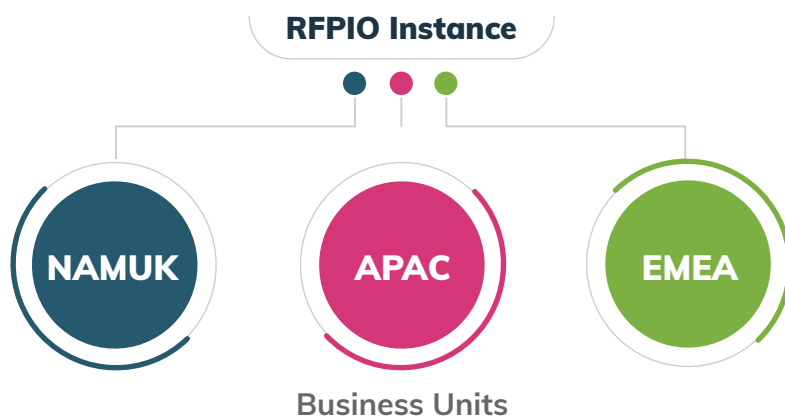 RFPIO Instance
NAMUK
APAC
EMEA
Business Units